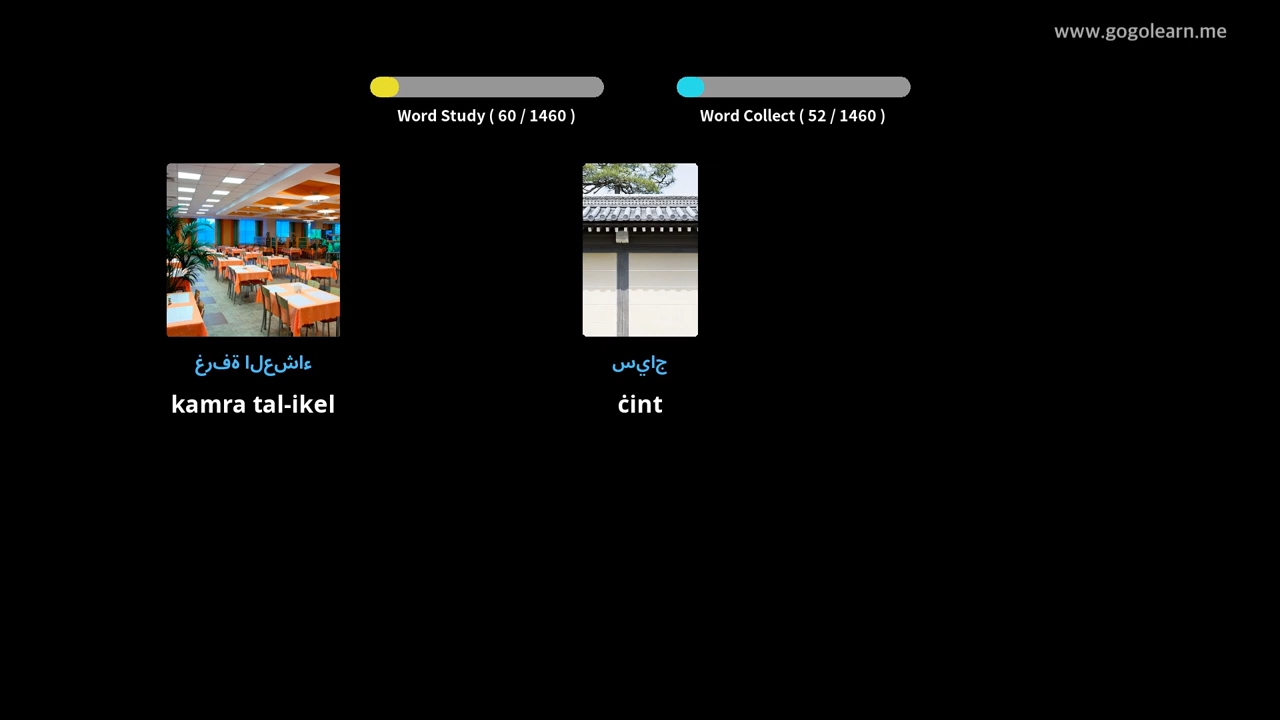 www.gogolearn.me
Word Study ( 60 / 1460 )
Word Collect ( 52 / 1460 )
غرفة العشاء
kamra tal-ikel
سياج
ċint